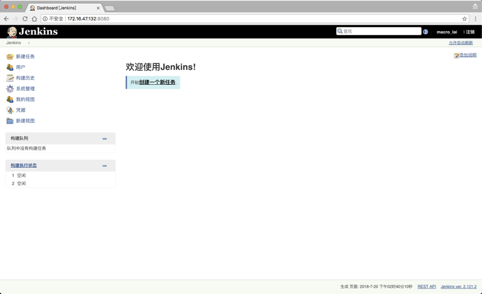 Dashboard [Jenkins]
不安全 | 172.16.47.132:8080
Jenkins
查找
macro_lai
注销
Jenkins
允许自动刷新
新建任务
用户
构建历史
系统管理
我的视图
凭据
新建视图
添加说明
欢迎使用Jenkins!
开始创建一个新任务.
构建队列
队列中没有构建任务
构建执行状态
1 空闲
2 空闲
生成 页面: 2018-7-20 下午02时40分10秒
REST API
Jenkins ver. 2.121.2